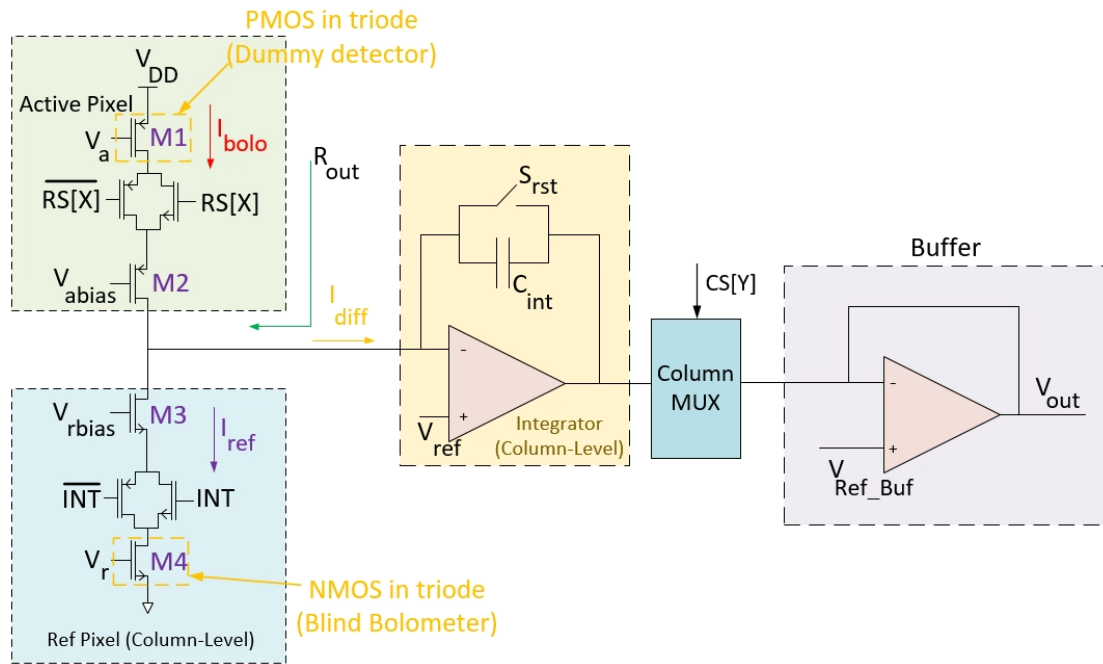 PMOS in triode
(Dummy detector)
V_DD
Active Pixel
M1
V_a
I_bolo
R_out
S_rst
RS[X]
RS[X]
C_int
Buffer
V_abias
M2
I_diff
CS[Y]
-
Column
MUX
-
V_out
V_rbias
M3
I_ref
+
V_ref
Integrator
(Column-Level)
+
V_Ref_Buf
INT
INT
V_r
M4
NMOS in triode
(Blind Bolometer)
Ref Pixel (Column-Level)